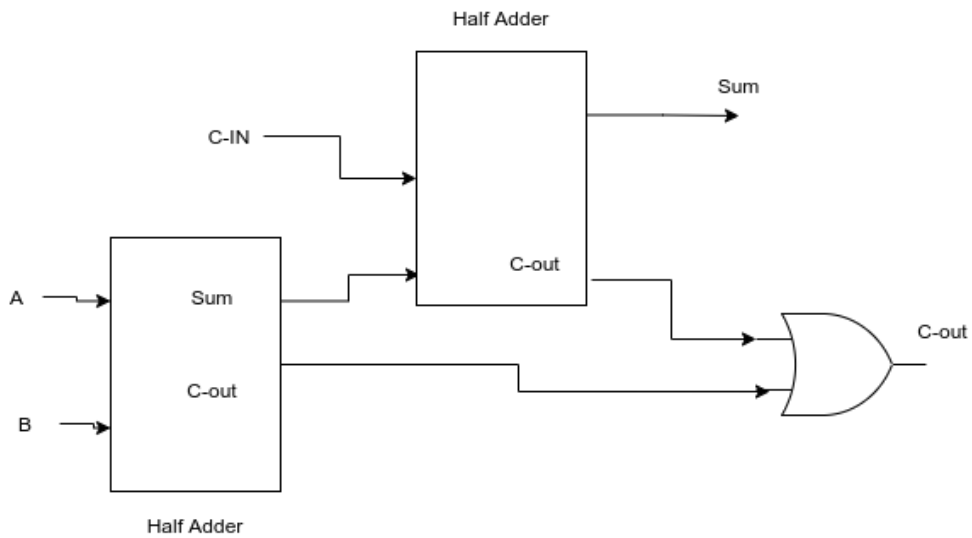 Half Adder
Sum
C-IN
C-out
A
Sum
C-out
C-out
B
Half Adder